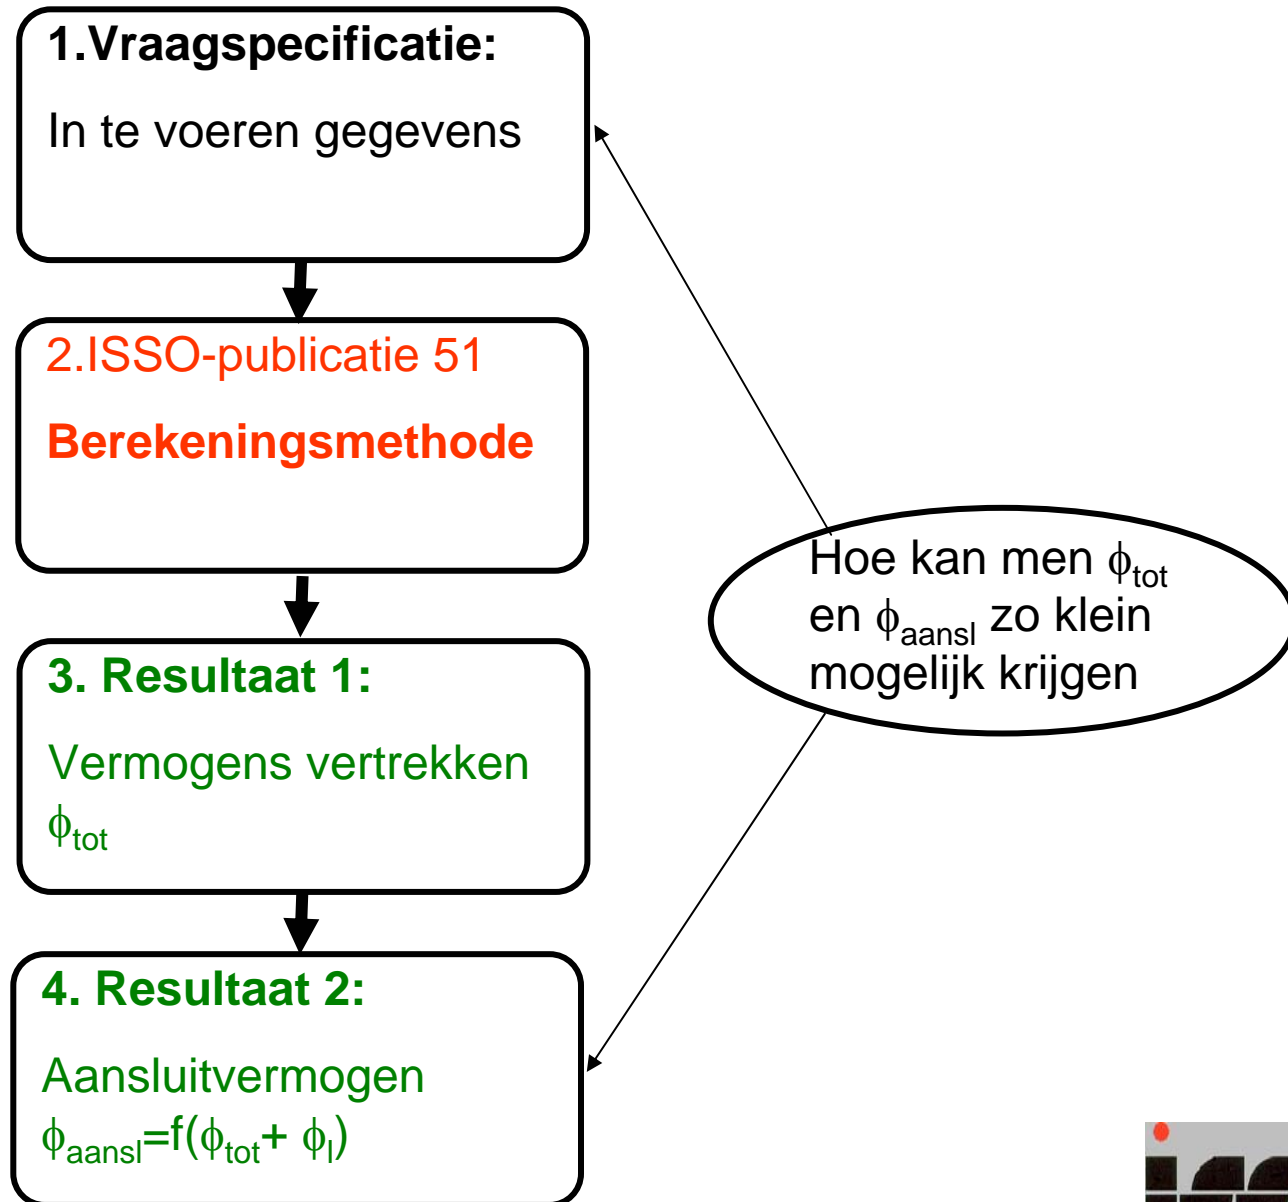 1.Vraagspecificatie:
In te voeren gegevens
2.ISSO-publicatie 51
Berekeningsmethode
3. Resultaat 1:
Vermogens vertrekken
ϕtot
4. Resultaat 2:
Aansluitvermogen
ϕaansl=f(ϕtot+ ϕl)
Hoe kan men ϕtot
en ϕaansl zo klein
mogelijk krijgen